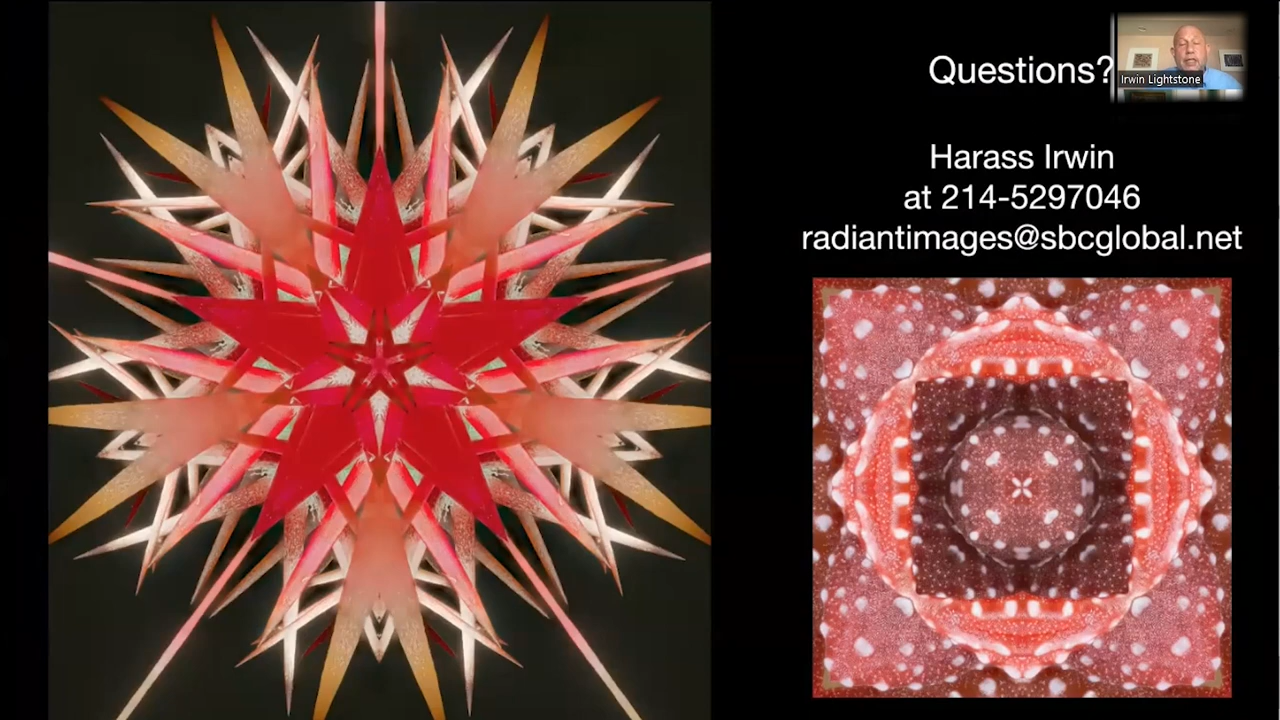 Questions?
Irwin Lightstone
Harass Irwin
at 214-5297046
radiantimages@sbcglobal.net